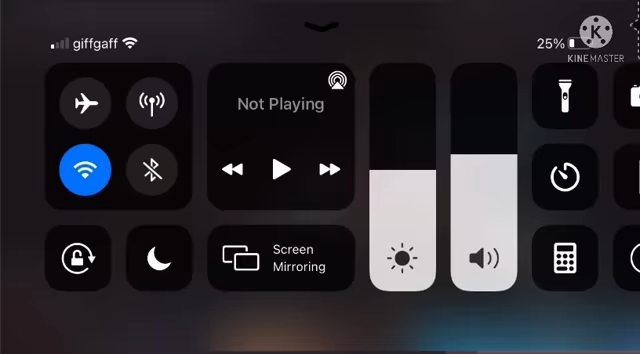 giffgaff
25%
K
KINEMASTER
Not Playing
Screen
Mirroring